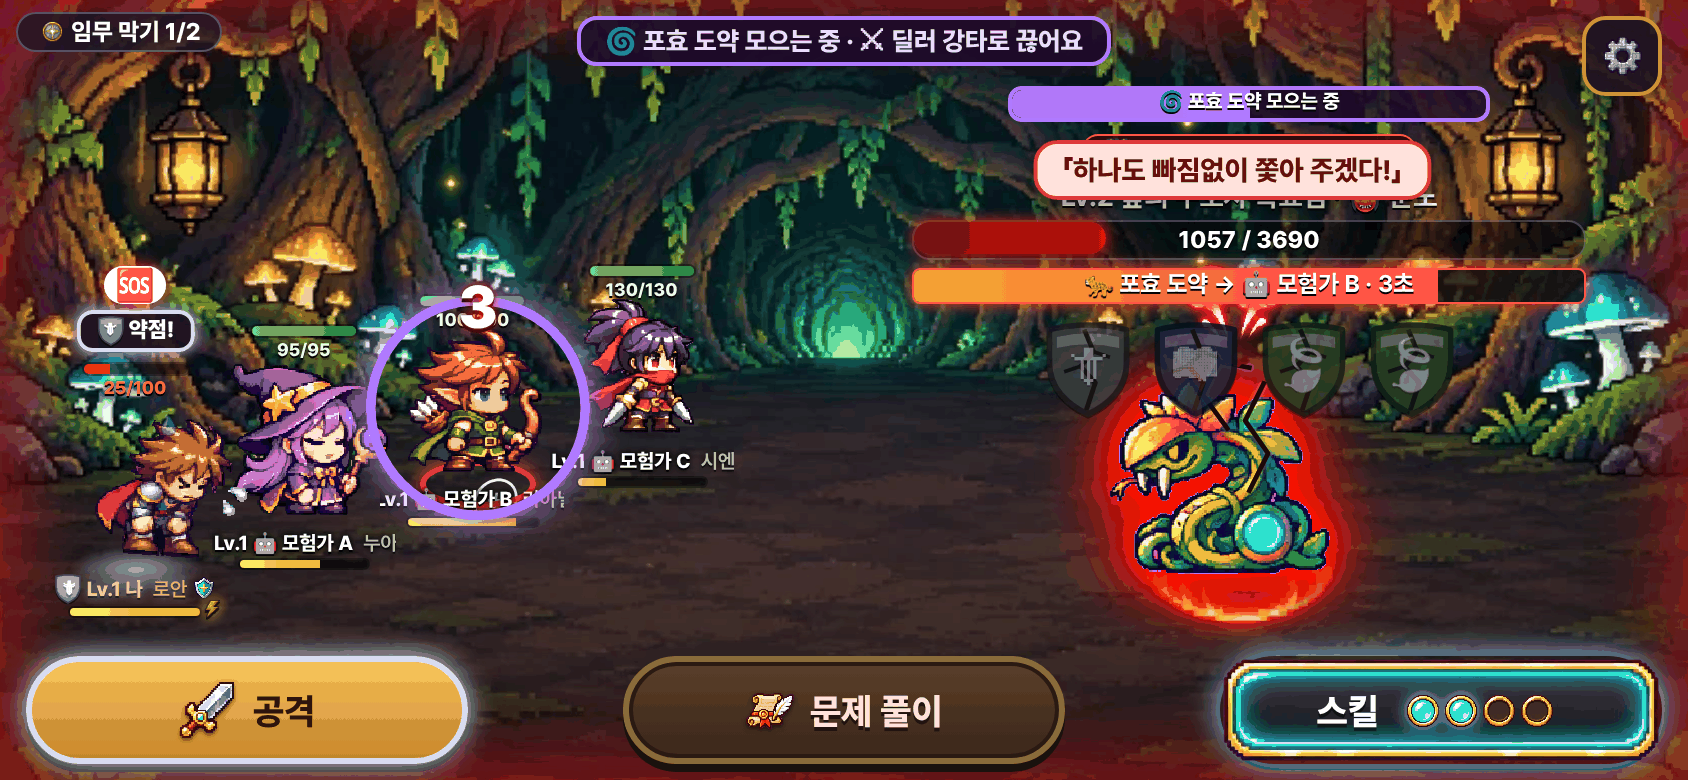 임무 막기 1/2
포효 도약 모으는 중 · 딜러 강타로 끊어요
포효 도약 모으는 중
「하나도 빠짐없이 쫓아 주겠다!」
1057 / 3690
포효 도약 → 모험가 B · 3초
SOS
약점!
25/100
95/95
3
130/130
Lv.1 모험가 C 시엔
모험가 B
Lv.1 모험가 A 누아
Lv.1 나 로안
공격
문제 풀이
스킬